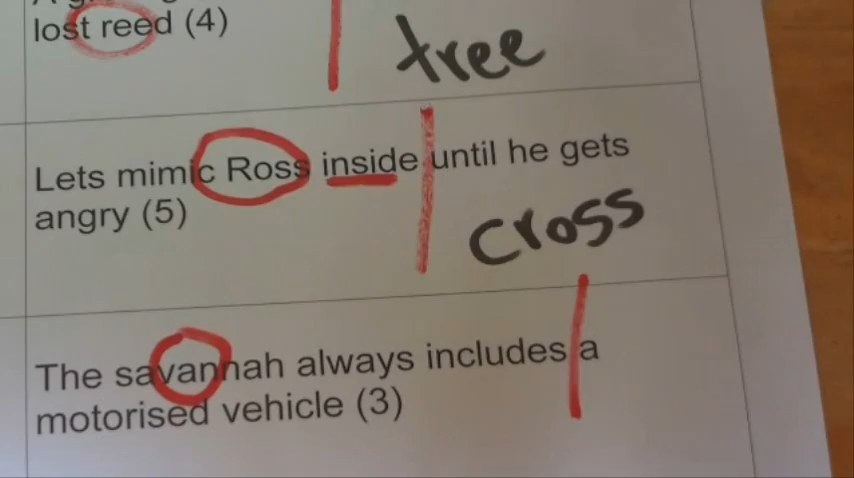 lost reed (4)
tree
Lets mimic Ross inside until he gets
angry (5)
cross
The savannah always includes a
motorised vehicle (3)